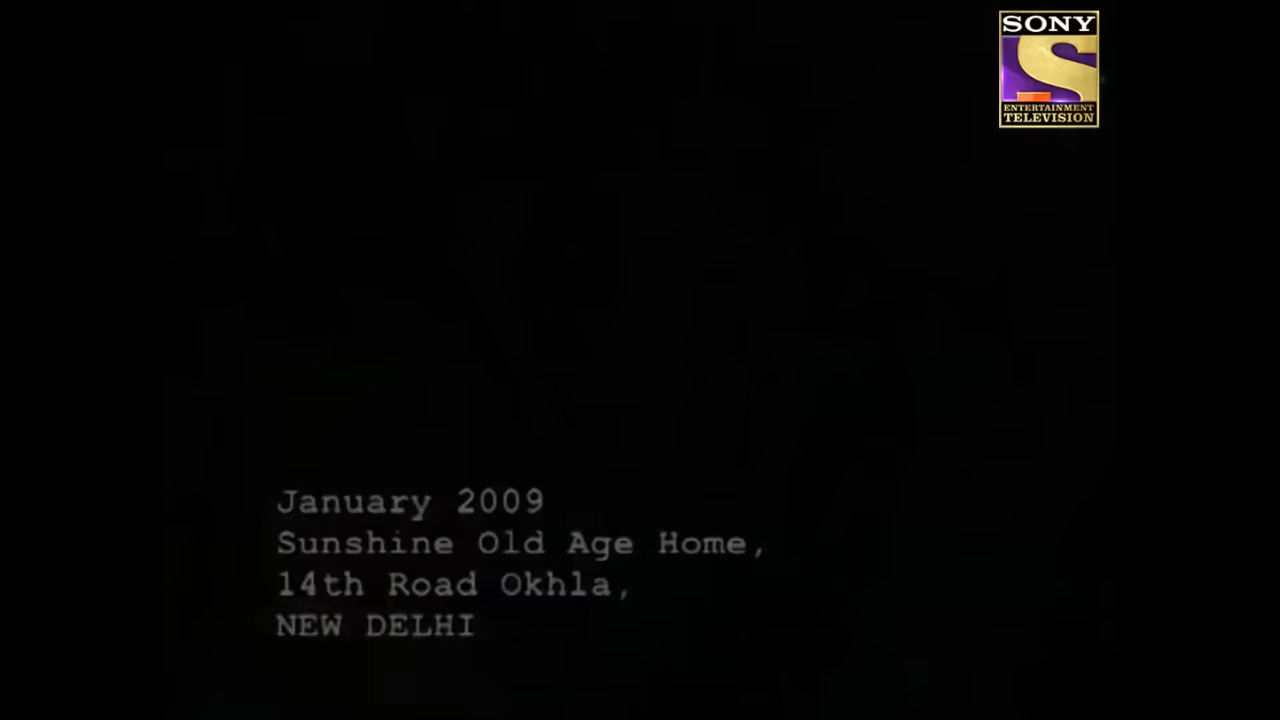 SONY
ENTERTAINMENT
TELEVISION
January 2009
Sunshine Old Age Home,
14th Road Okhla,
NEW DELHI